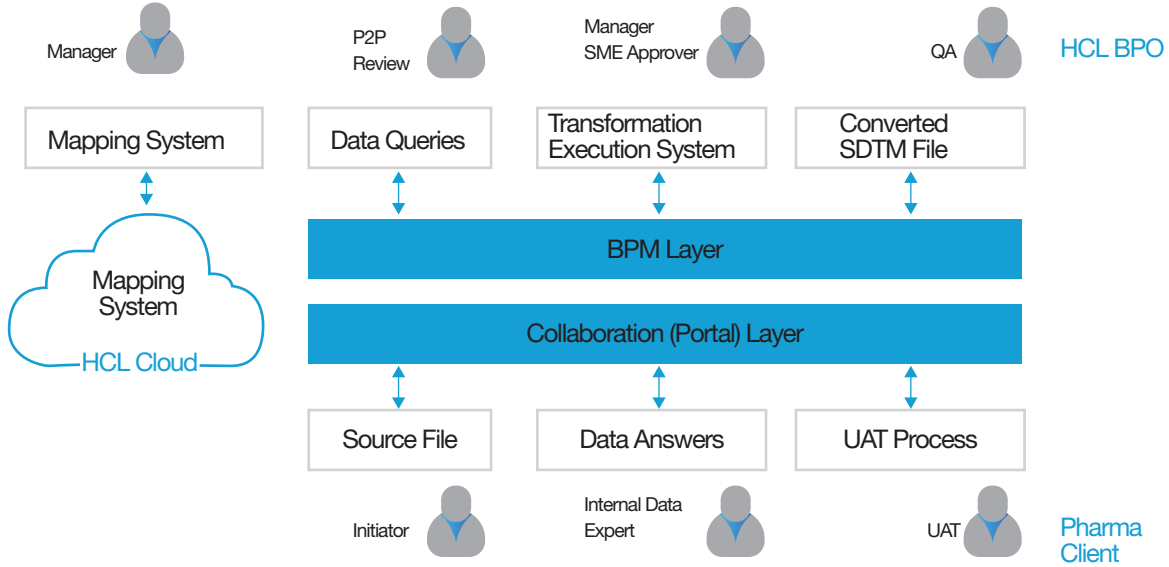 Manager
P2P
Review
Manager
SME Approver
QA
HCL BPO
Mapping System
Data Queries
Transformation
Execution System
Converted
SDTM File
Mapping
System
HCL Cloud
BPM Layer
Collaboration (Portal) Layer
Source File
Data Answers
UAT Process
Initiator
Internal Data
Expert
UAT
Pharma
Client